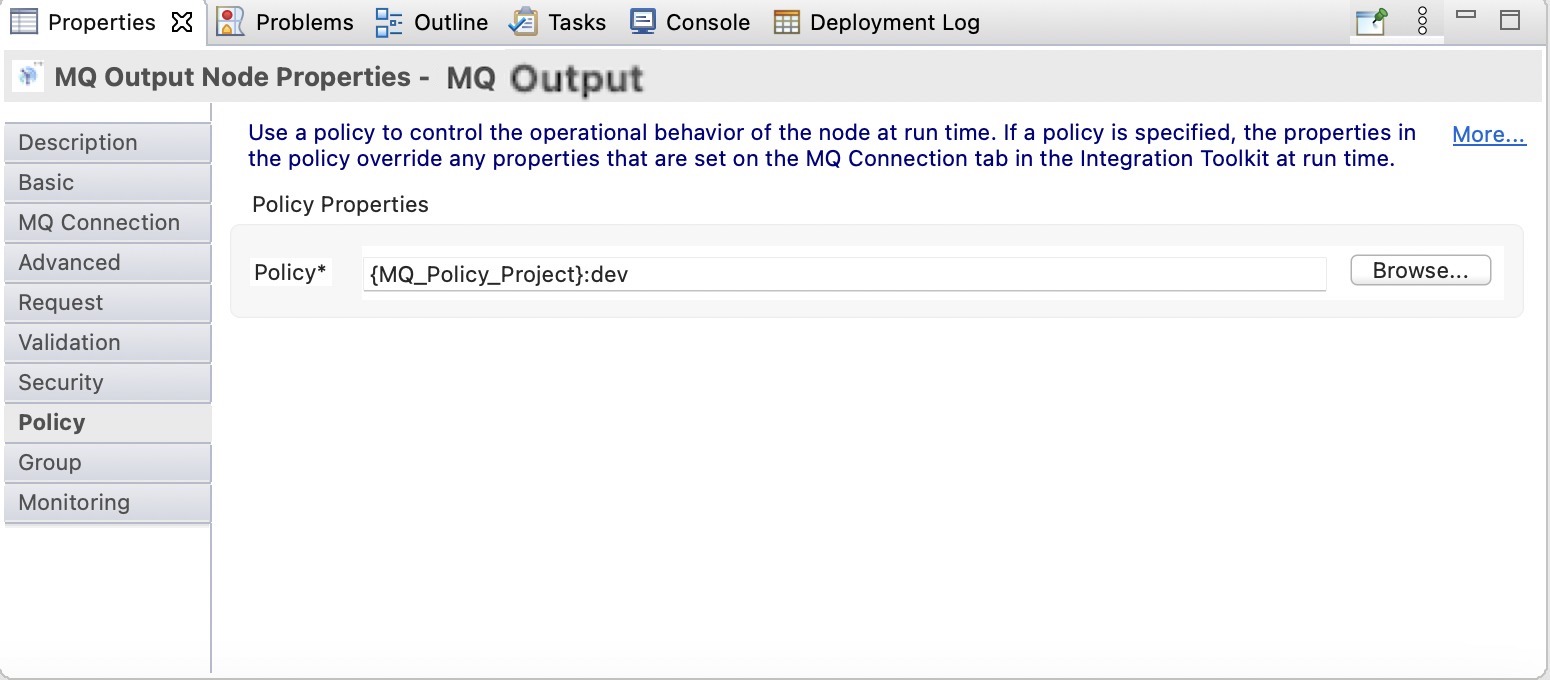 Properties Problems Outline Tasks Console Deployment Log
MQ Output Node Properties - MQ Output
Description
Basic
MQ Connection
Advanced
Request
Validation
Security
Policy
Group
Monitoring
Use a policy to control the operational behavior of the node at run time. If a policy is specified, the properties in
the policy override any properties that are set on the MQ Connection tab in the Integration Toolkit at run time.
More...
Policy Properties
Policy* {MQ_Policy_Project}:dev Browse...